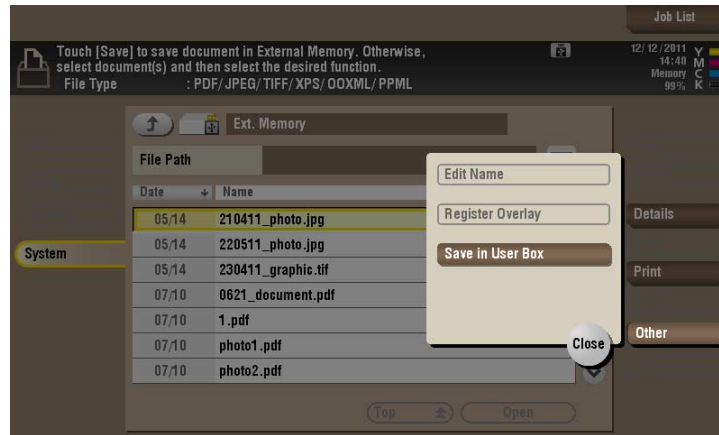 Job List
Touch [Save] to save document in External Memory. Otherwise,
select document(s) and then select the desired function.
File Type : PDF/JPEG/TIFF/XPS/OOXML/PPML
12/12/2011
14:40
Memory
99%
Y
M
C
K
Ext. Memory
File Path
Date Name
05/14 210411_photo.jpg
05/14 220511_photo.jpg
05/14 230411_graphic.tif
07/10 0621_document.pdf
07/10 1.pdf
07/10 photo1.pdf
07/10 photo2.pdf
System
Edit Name
Register Overlay
Save in User Box
Close
Details
Print
Other
Top
Open